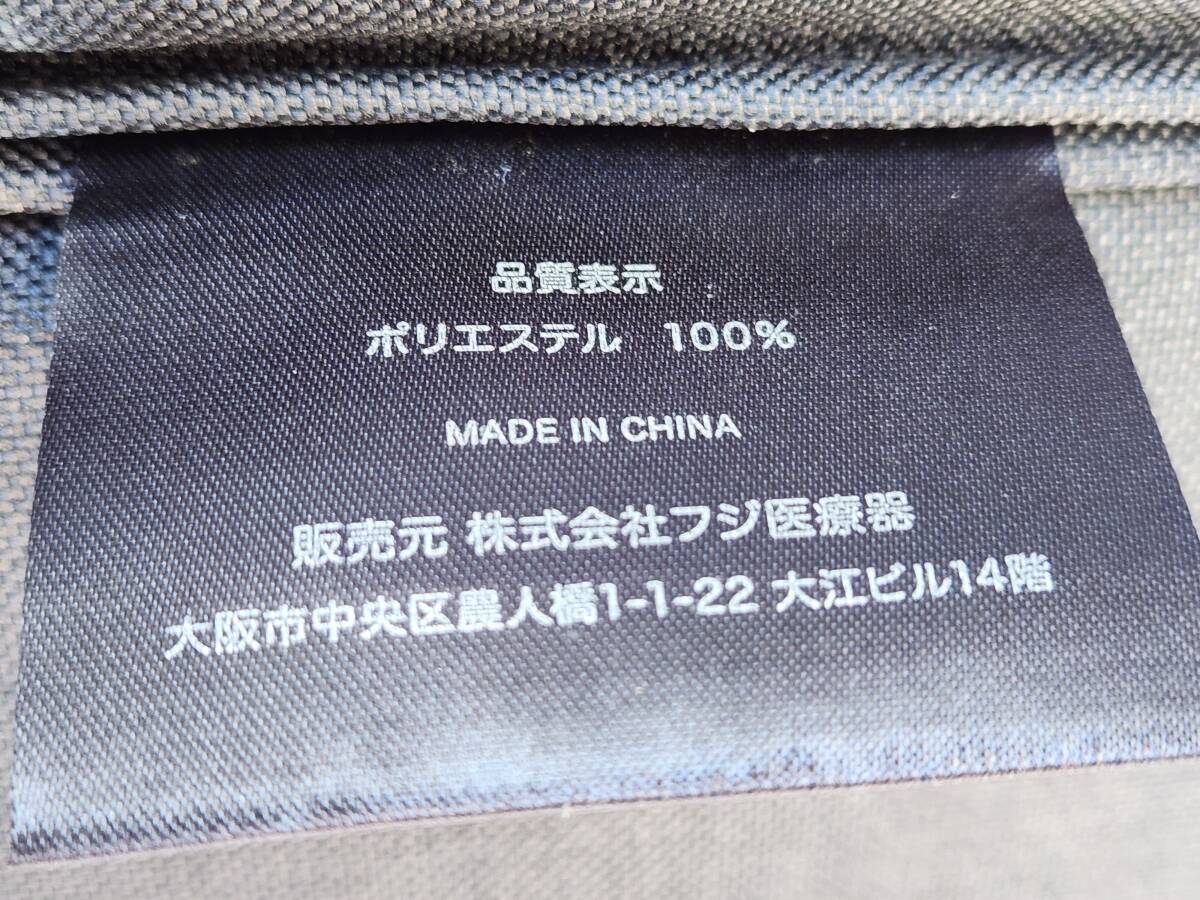 品質表示
ポリエステル　100%
MADE IN CHINA
販売元 株式会社フジ医療器
大阪市中央区農人橋1-1-22 大江ビル14階